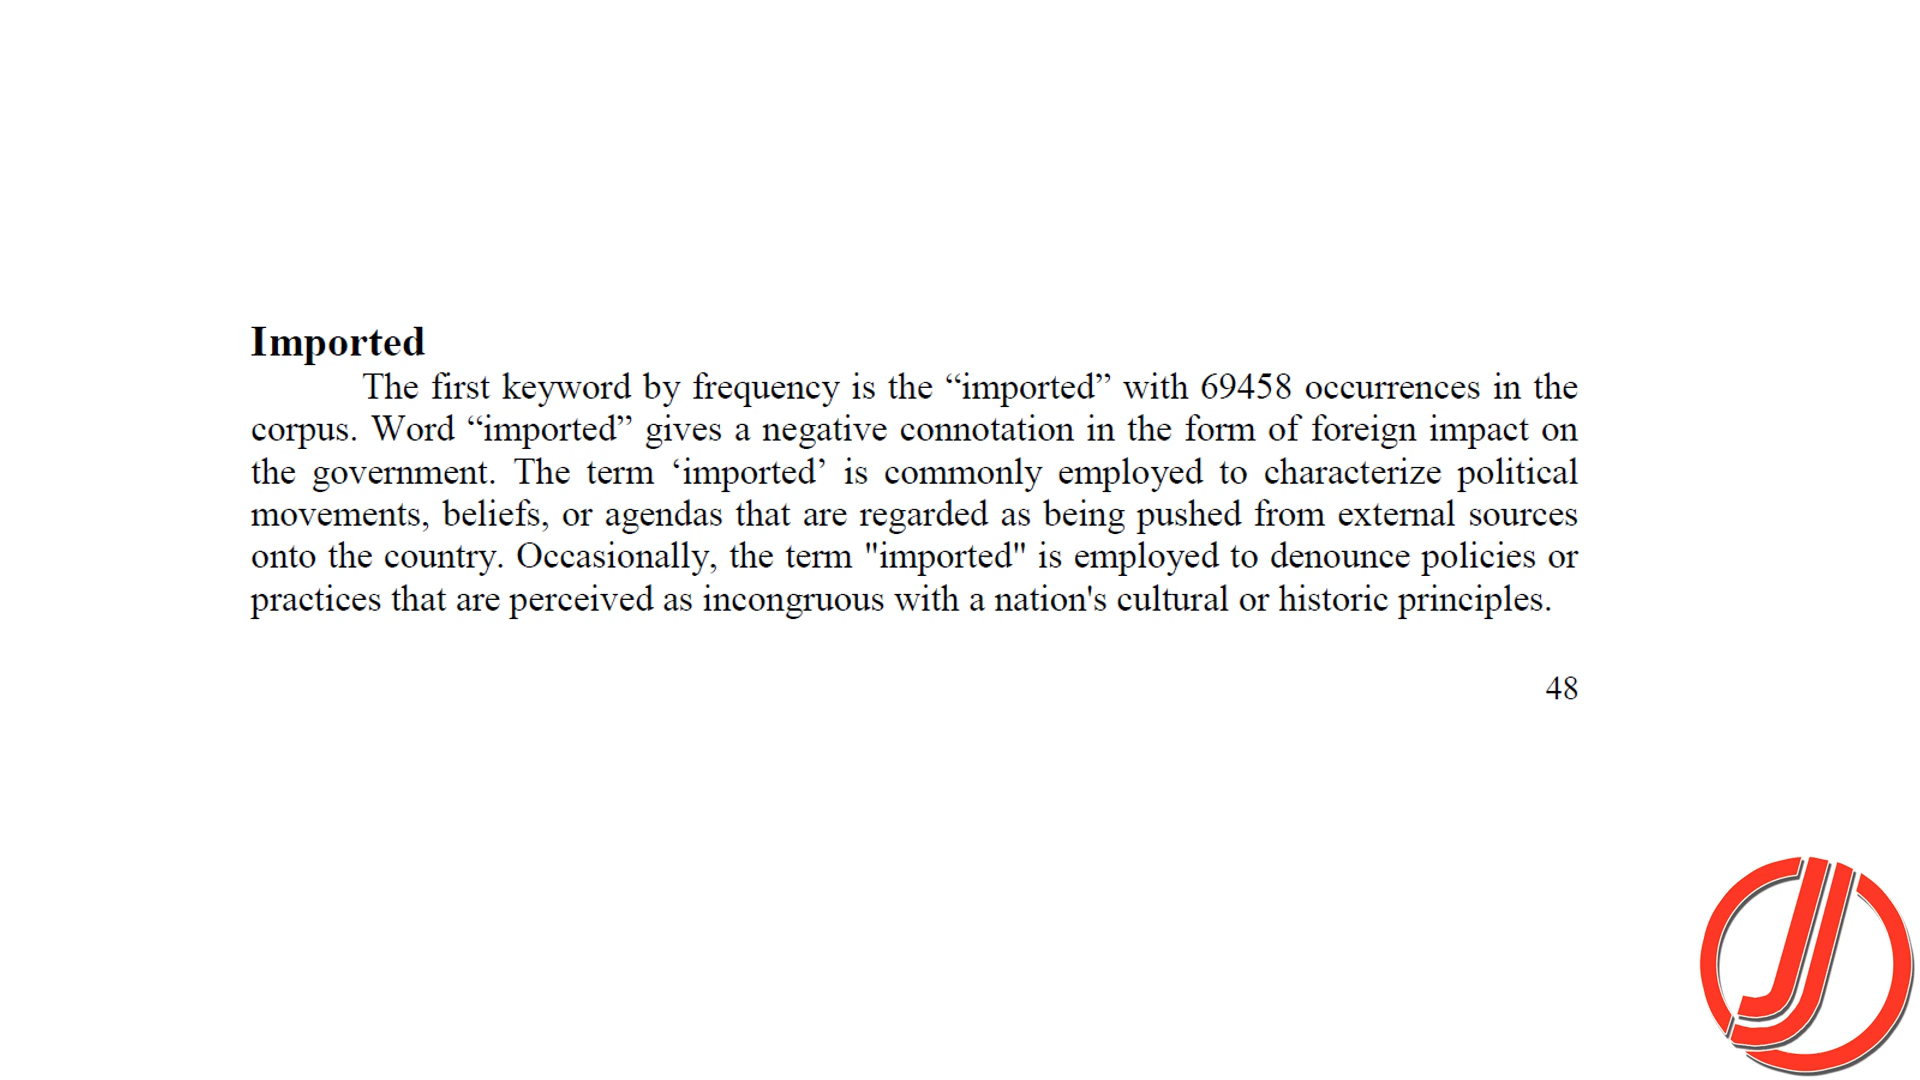 Imported
The first keyword by frequency is the “imported” with 69458 occurrences in the
corpus. Word “imported” gives a negative connotation in the form of foreign impact on
the government. The term ‘imported’ is commonly employed to characterize political
movements, beliefs, or agendas that are regarded as being pushed from external sources
onto the country. Occasionally, the term "imported" is employed to denounce policies or
practices that are perceived as incongruous with a nation's cultural or historic principles.
48